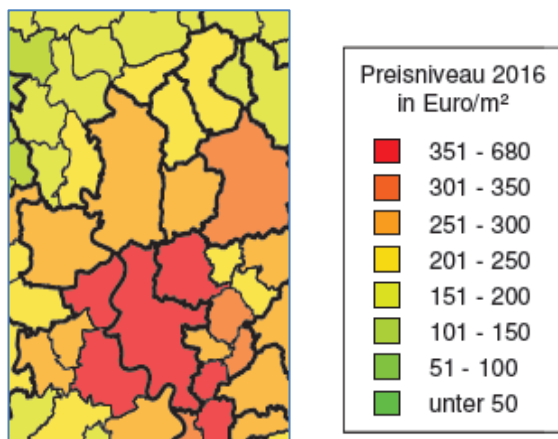 Preisniveau 2016
in Euro/m²
351 - 680
301 - 350
251 - 300
201 - 250
151 - 200
101 - 150
51 - 100
unter 50